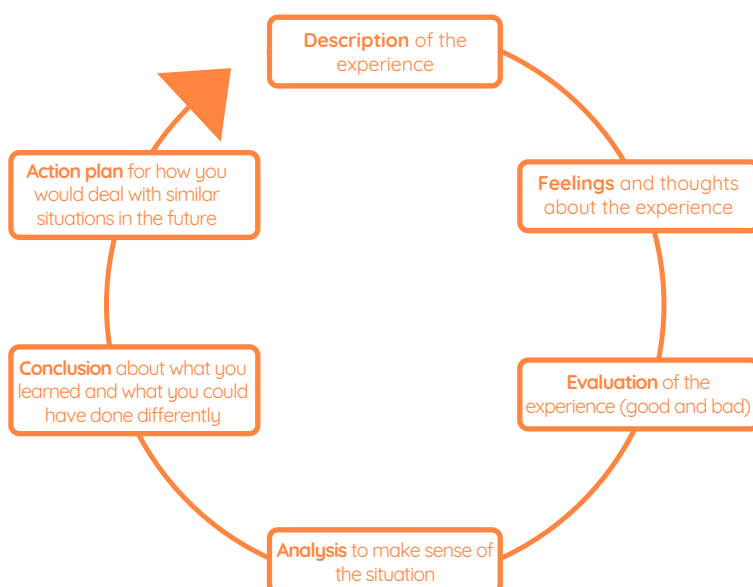 Description of the
experience
Feelings and thoughts
about the experience
Evaluation of the
experience (good and bad)
Analysis to make sense of
the situation
Conclusion about what you
learned and what you could
have done differently
Action plan for how you
would deal with similar
situations in the future